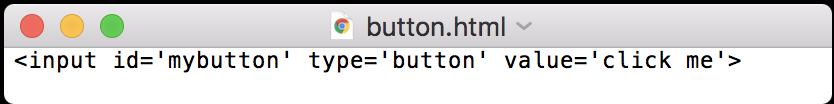 button.html
<input id='mybutton' type='button' value='click me'>